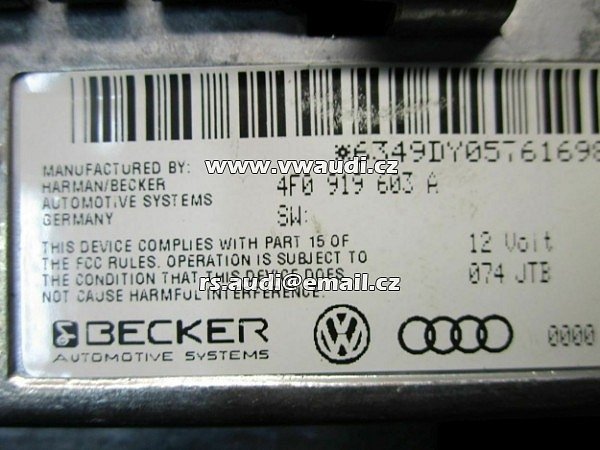 *6349DY05761698
www.vwaudi.cz
MANUFACTURED BY:
HARMAN/BECKER
AUTOMOTIVE SYSTEMS
GERMANY
4F0 919 603 A
SW:
THIS DEVICE COMPLIES WITH PART 15 OF
THE FCC RULES. OPERATION IS SUBJECT TO
THE CONDITION THAT THIS DEVICE DOES
NOT CAUSE HARMFUL INTERFERENCE.
12 Volt
074 JTB
rs.audi@email.cz
BECKER
AUTOMOTIVE SYSTEMS
VW
0000